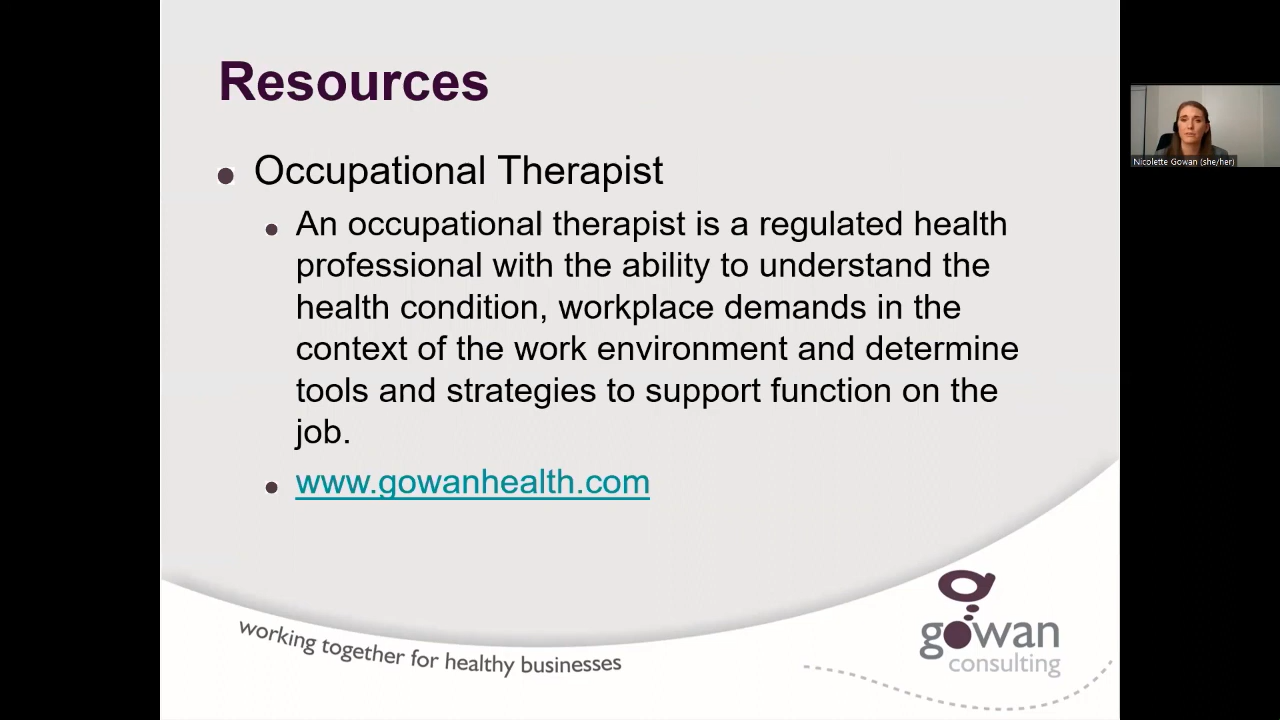 Resources
Occupational Therapist
An occupational therapist is a regulated health
professional with the ability to understand the
health condition, workplace demands in the
context of the work environment and determine
tools and strategies to support function on the
job.
www.gowanhealth.com
working together for healthy businesses
gowan
consulting
Nicolette Gowan (she/her)